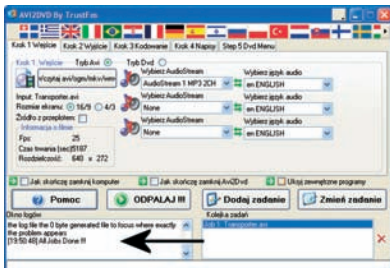 AVI2DVD By TrustFm
Krok 1 Wejście Krok 2 Wyjście Krok 3 Kodowanie Krok 4 Napisy Step 5 Dvd Menu
Krok 1 Wejście Tryb Avi Tryb Dvd
Wczytaj avi/ogm/mkv/wmv
Wybierz AudioStream Wybierz język audio
AudioStream 1 MP3 2CH en ENGLISH
Input: Transporter.avi
Rozmiar ekranu: 16/9 4/3
Wybierz AudioStream Wybierz język audio
None en ENGLISH
Źródło z przeplotem:
Informacja o filmie
Wybierz AudioStream Wybierz język audio
None en ENGLISH
Fps: 25
Czas trwania (sec)5187
Rozdzielczość: 640 x 272
Jak skończę zamknij komputer Jak skończę zamknij Avi2Dvd Ukryj zewnętrzne programy
Pomoc ODPALAJ !!! Dodaj zadanie Zmień zadanie
Okno logów Kolejka zadań
the log file the 0 byte generated file to focus where exactly
the problem appears
[19:50:48] All Jobs Done !!!
Job 1: Transporter.avi